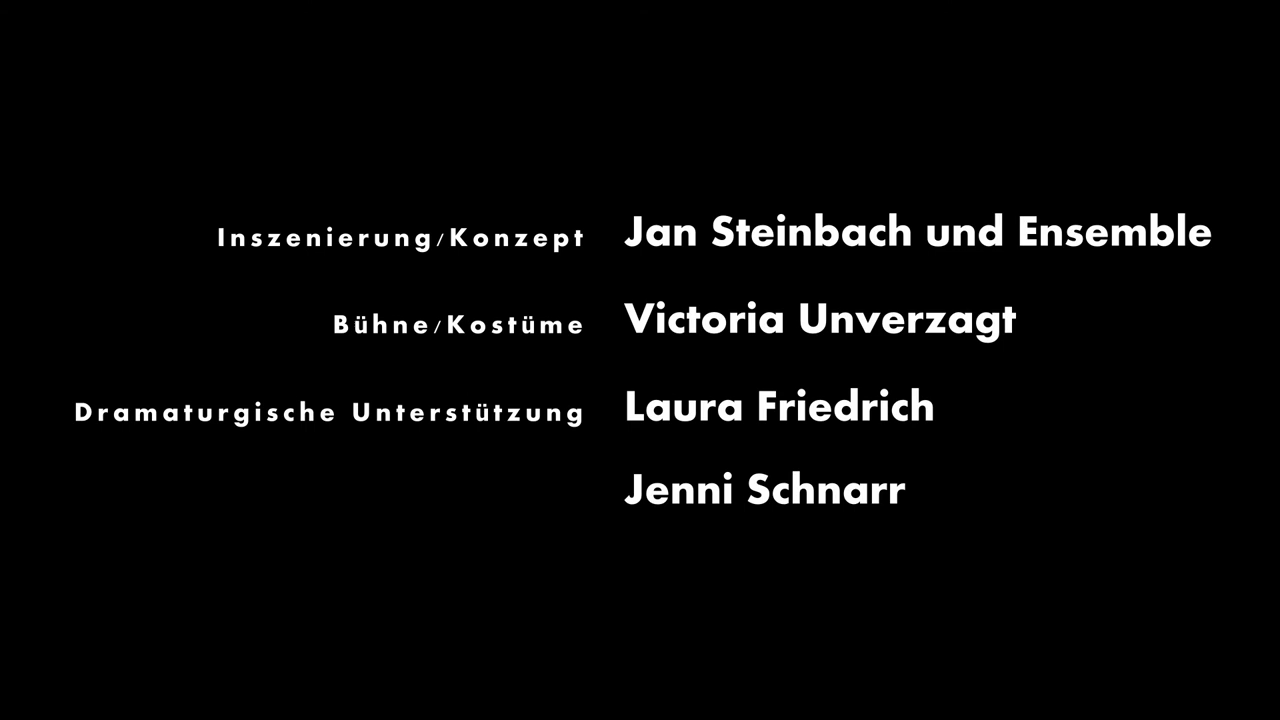 Inszenierung/Konzept Jan Steinbach und Ensemble
Bühne/Kostüme Victoria Unverzagt
Dramaturgische Unterstützung Laura Friedrich
Jenni Schnarr